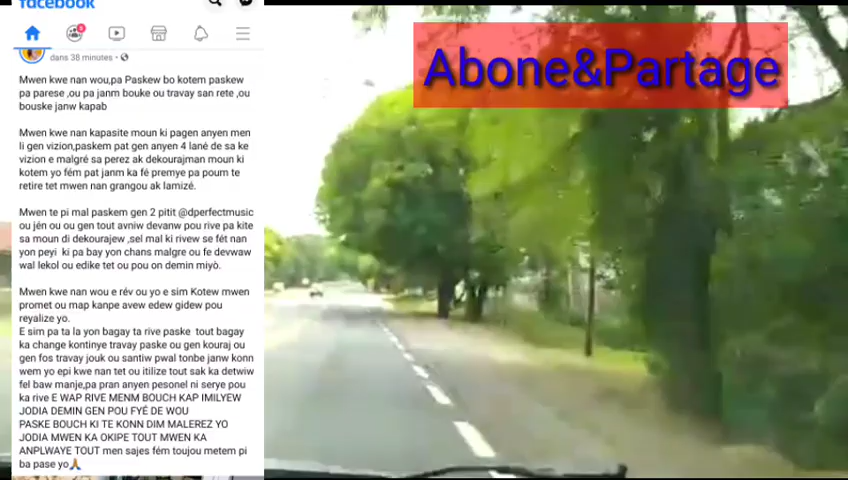 facebook
dans 38 minutes
Mwen kwe nan wou,pa Paskew bo kotem paskew
pa parese ,ou pa janm bouke ou travay san rete ,ou
bouske janw kapab
Mwen kwe nan kapasite moun ki pagen anyen men
li gen vizion,paskem pat gen anyen 4 lané de sa ke
vizion e malgré sa perez ak dekourajman moun ki
kotem yo fém pat janm ka fé premye pa poum te
retire tet mwen nan grangou ak lamizé.
Mwen te pi mal paskem gen 2 pitit @dperfectmusic
ou jén ou ou gen tout avniw devanw pou rive pa kite
sa moun di dekourajew ,sel mal ki rivew se fét nan
yon peyi ki pa bay yon chans malgre ou fe devwaw
wal lekol ou edike tet ou pou on demin miyò.
Mwen kwe nan wou e rév ou yo e sim Kotew mwen
promet ou map kanpe avew edew gidew pou
reyalize yo.
E sim pa ta la yon bagay ta rive paske tout bagay
ka change kontinye travay paske ou gen kouraj ou
gen fos travay jouk ou santiw pwal tonbe janw konn
wem yo epi kwe nan tet ou itilize tout sak ka detwiw
fel baw manje,pa pran anyen pesonel ni serye pou
ka rive E WAP RIVE MENM BOUCH KAP IMILYEW
JODIA DEMIN GEN POU FYÉ DE WOU
PASKE BOUCH KI TE KONN DIM MALEREZ YO
JODIA MWEN KA OKIPE TOUT MWEN KA
ANPLWAYE TOUT men sajes fém toujou metem pi
ba pase yo🙏
Abone&Partage